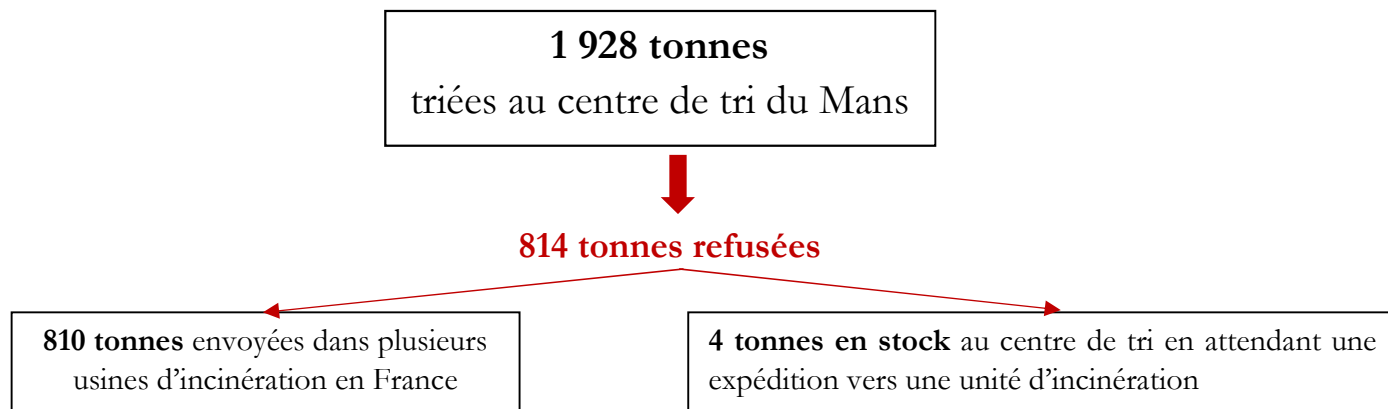 1 928 tonnes
triées au centre de tri du Mans
814 tonnes refusées
810 tonnes envoyées dans plusieurs
usines d’incinération en France
4 tonnes en stock au centre de tri en attendant une
expédition vers une unité d’incinération